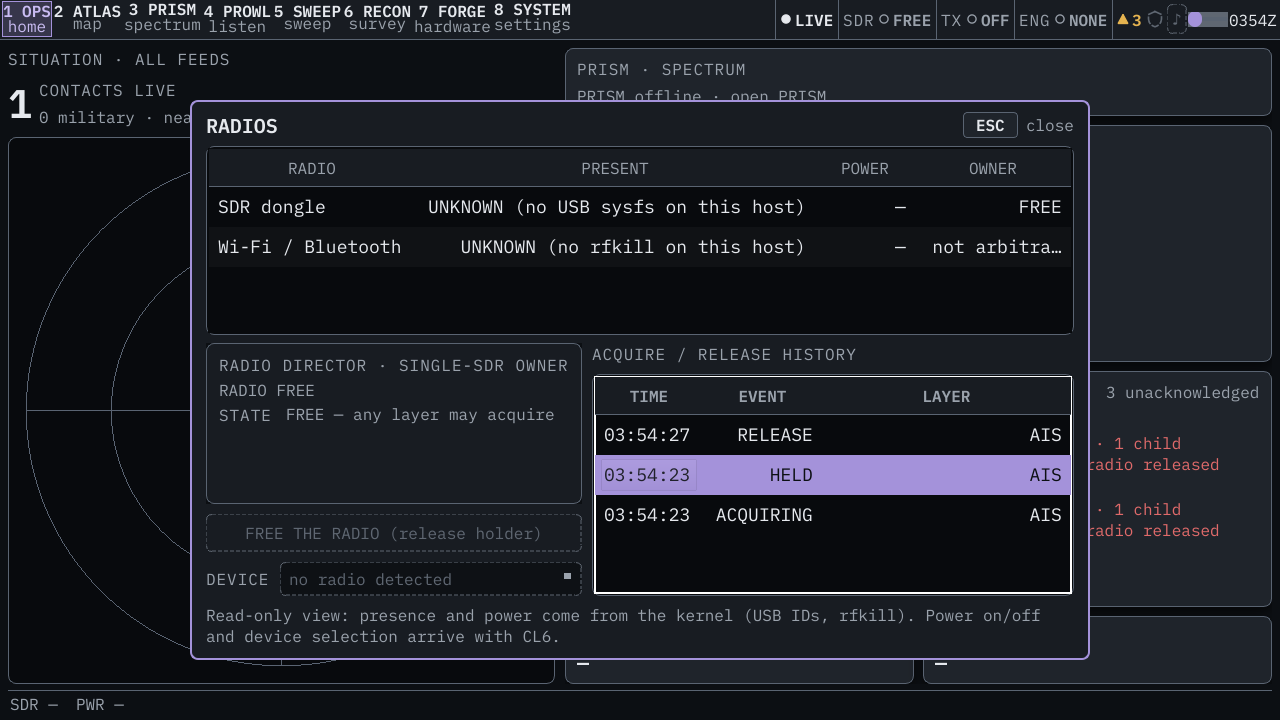 1 OPS 2 ATLAS 3 PRISM 4 PROWL 5 SWEEP 6 RECON 7 FORGE 8 SYSTEM
home map spectrum listen sweep survey hardware settings
LIVE SDR FREE TX OFF ENG NONE 3 0354Z
SITUATION · ALL FEEDS
1 CONTACTS LIVE
0 military · nea
PRISM · SPECTRUM
PRISM offline · open PRISM
RADIOS
ESC close
RADIO PRESENT POWER OWNER
SDR dongle UNKNOWN (no USB sysfs on this host) — FREE
Wi-Fi / Bluetooth UNKNOWN (no rfkill on this host) — not arbitra…
RADIO DIRECTOR · SINGLE-SDR OWNER
RADIO FREE
STATE FREE — any layer may acquire
FREE THE RADIO (release holder)
DEVICE no radio detected
ACQUIRE / RELEASE HISTORY
TIME EVENT LAYER
03:54:27 RELEASE AIS
03:54:23 HELD AIS
03:54:23 ACQUIRING AIS
Read-only view: presence and power come from the kernel (USB IDs, rfkill). Power on/off
and device selection arrive with CL6.
3 unacknowledged
· 1 child
radio released
· 1 child
radio released
— —
SDR — PWR —